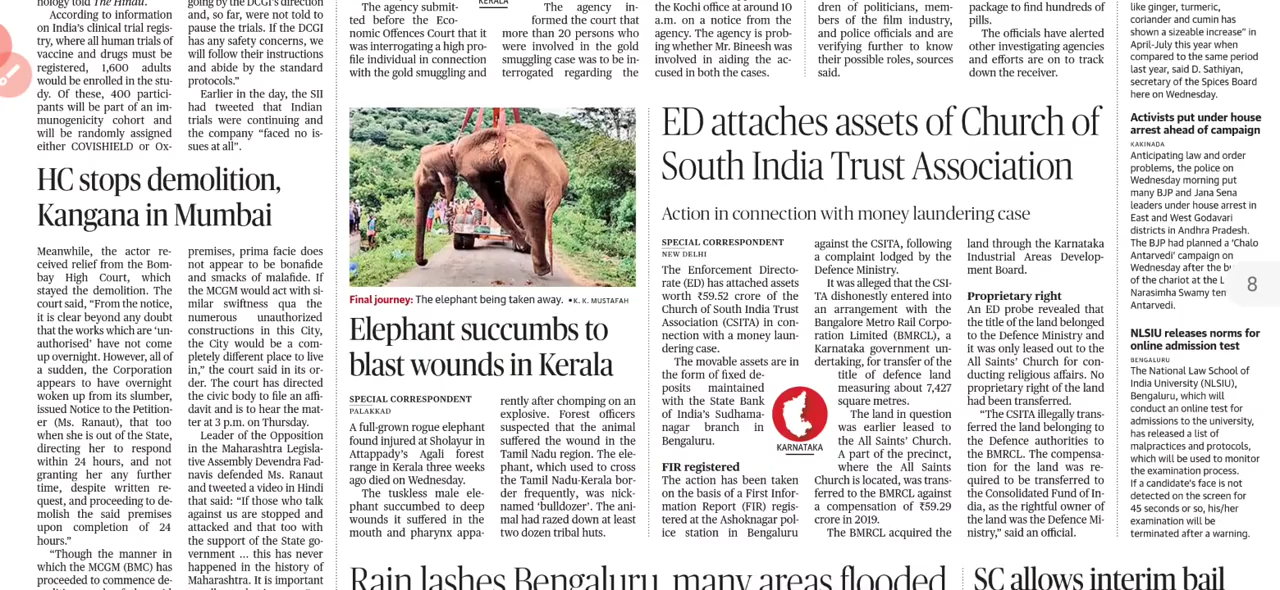 nology told The Hindu.
According to information
on India's clinical trial regis-
try, where all human trials of
vaccine and drugs must be
registered, 1,600 adults
would be enrolled in the stu-
dy. Of these, 400 partici-
pants will be part of an im-
munogenicity cohort and
will be randomly assigned
either COVISHIELD or Ox-
going by the DCGI's direction
and, so far, were not told to
pause the trials. If the DCGI
has any safety concerns, we
will follow their instructions
and abide by the standard
protocols."
Earlier in the day, the SII
had tweeted that Indian
trials were continuing and
the company "faced no is-
sues at all".
HC stops demolition,
Kangana in Mumbai
Meanwhile, the actor re-
ceived relief from the Bom-
bay High Court, which
stayed the demolition. The
court said, "From the notice,
it is clear beyond any doubt
that the works which are 'un-
authorised' have not come
up overnight. However, all of
a sudden, the Corporation
appears to have overnight
woken up from its slumber,
issued Notice to the Petition-
er (Ms. Ranaut), that too
when she is out of the State,
directing her to respond
within 24 hours, and not
granting her any further
time, despite written re-
quest, and proceeding to de-
molish the said premises
upon completion of 24
hours."
"Though the manner in
which the MCGM (BMC) has
proceeded to commence de-
premises, prima facie does
not appear to be bonafide
and smacks of malafide. If
the MCGM would act with si-
milar swiftness qua the
numerous unauthorized
constructions in this City,
the City would be a com-
pletely different place to live
in," the court said in its or-
der. The court has directed
the civic body to file an affi-
davit and is to hear the mat-
ter at 3 p.m. on Thursday.
Leader of the Opposition
in the Maharashtra Legisla-
tive Assembly Devendra Fad-
navis defended Ms. Ranaut
and tweeted a video in Hindi
that said: "If those who talk
against us are stopped and
attacked and that too with
the support of the State go-
vernment ... this has never
happened in the history of
Maharashtra. It is important
The agency submit-
ted before the Eco-
nomic Offences Court that it
was interrogating a high pro-
file individual in connection
with the gold smuggling and
KERALA
The agency in-
formed the court that
more than 20 persons who
were involved in the gold
smuggling case was to be in-
terrogated regarding the
the Kochi office at around 10
a.m. on a notice from the
agency. The agency is prob-
ing whether Mr. Bineesh was
involved in aiding the ac-
cused in both the cases.
dren of politicians, mem-
bers of the film industry,
and police officials and are
verifying further to know
their possible roles, sources
said.
package to find hundreds of
pills.
The officials have alerted
other investigating agencies
and efforts are on to track
down the receiver.
Final journey: The elephant being taken away. •K. K. MUSTAFAH
Elephant succumbs to
blast wounds in Kerala
SPECIAL CORRESPONDENT
PALAKKAD
A full-grown rogue elephant
found injured at Sholayur in
Attappady's Agali forest
range in Kerala three weeks
ago died on Wednesday.
The tuskless male ele-
phant succumbed to deep
wounds it suffered in the
mouth and pharynx appa-
rently after chomping on an
explosive. Forest officers
suspected that the animal
suffered the wound in the
Tamil Nadu region. The ele-
phant, which used to cross
the Tamil Nadu-Kerala bor-
der frequently, was nick-
named 'bulldozer'. The ani-
mal had razed down at least
two dozen tribal huts.
ED attaches assets of Church of
South India Trust Association
Action in connection with money laundering case
SPECIAL CORRESPONDENT
NEW DELHI
The Enforcement Directo-
rate (ED) has attached assets
worth ₹59.52 crore of the
Church of South India Trust
Association (CSITA) in con-
nection with a money laun-
dering case.
The movable assets are in
the form of fixed de-
posits maintained
with the State Bank
of India's Sudhama-
nagar branch in
Bengaluru.
FIR registered
The action has been taken
on the basis of a First Infor-
mation Report (FIR) regis-
tered at the Ashoknagar pol-
ice station in Bengaluru
against the CSITA, following
a complaint lodged by the
Defence Ministry.
It was alleged that the CSI-
TA dishonestly entered into
an arrangement with the
Bangalore Metro Rail Corpo-
ration Limited (BMRCL), a
Karnataka government un-
dertaking, for transfer of the
title of defence land
measuring about 7,427
square metres.
KARNATAKA
The land in question
was earlier leased to
the All Saints' Church.
A part of the precinct,
where the All Saints
Church is located, was trans-
ferred to the BMRCL against
a compensation of ₹59.29
crore in 2019.
The BMRCL acquired the
land through the Karnataka
Industrial Areas Develop-
ment Board.
Proprietary right
An ED probe revealed that
the title of the land belonged
to the Defence Ministry and
it was only leased out to the
All Saints' Church for con-
ducting religious affairs. No
proprietary right of the land
had been transferred.
"The CSITA illegally trans-
ferred the land belonging to
the Defence authorities to
the BMRCL. The compensa-
tion for the land was re-
quired to be transferred to
the Consolidated Fund of In-
dia, as the rightful owner of
the land was the Defence Mi-
nistry," said an official.
like ginger, turmeric,
coriander and cumin has
shown a sizeable increase" in
April-July this year when
compared to the same period
last year, said D. Sathiyan,
secretary of the Spices Board
here on Wednesday.
Activists put under house
arrest ahead of campaign
KAKINADA
Anticipating law and order
problems, the police on
Wednesday morning put
many BJP and Jana Sena
leaders under house arrest in
East and West Godavari
districts in Andhra Pradesh.
The BJP had planned a 'Chalo
Antarvedi' campaign on
Wednesday after the
of the chariot at the L
Narasimha Swamy
Antarvedi.
8
NLSIU releases norms for
online admission test
BENGALURU
The National Law School of
India University (NLSIU),
Bengaluru, which will
conduct an online test for
admissions to the university,
has released a list of
malpractices and protocols,
which will be used to monitor
the examination process.
If a candidate's face is not
detected on the screen for
45 seconds or so, his/her
examination will be
terminated after a warning.
Rain lashes Bengaluru, many areas flooded
SC allows interim bail